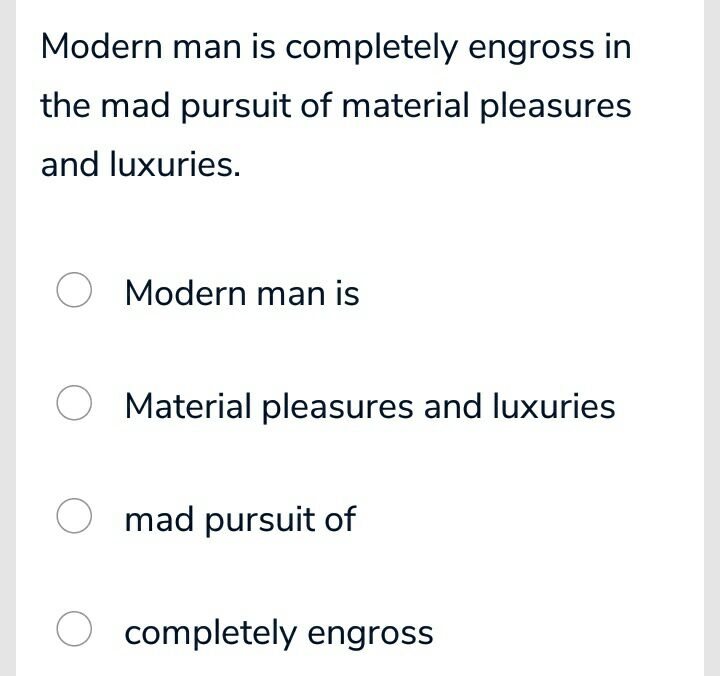 Modern man is completely engross in
the mad pursuit of material pleasures
and luxuries.
Modern man is
Material pleasures and luxuries
mad pursuit of
completely engross